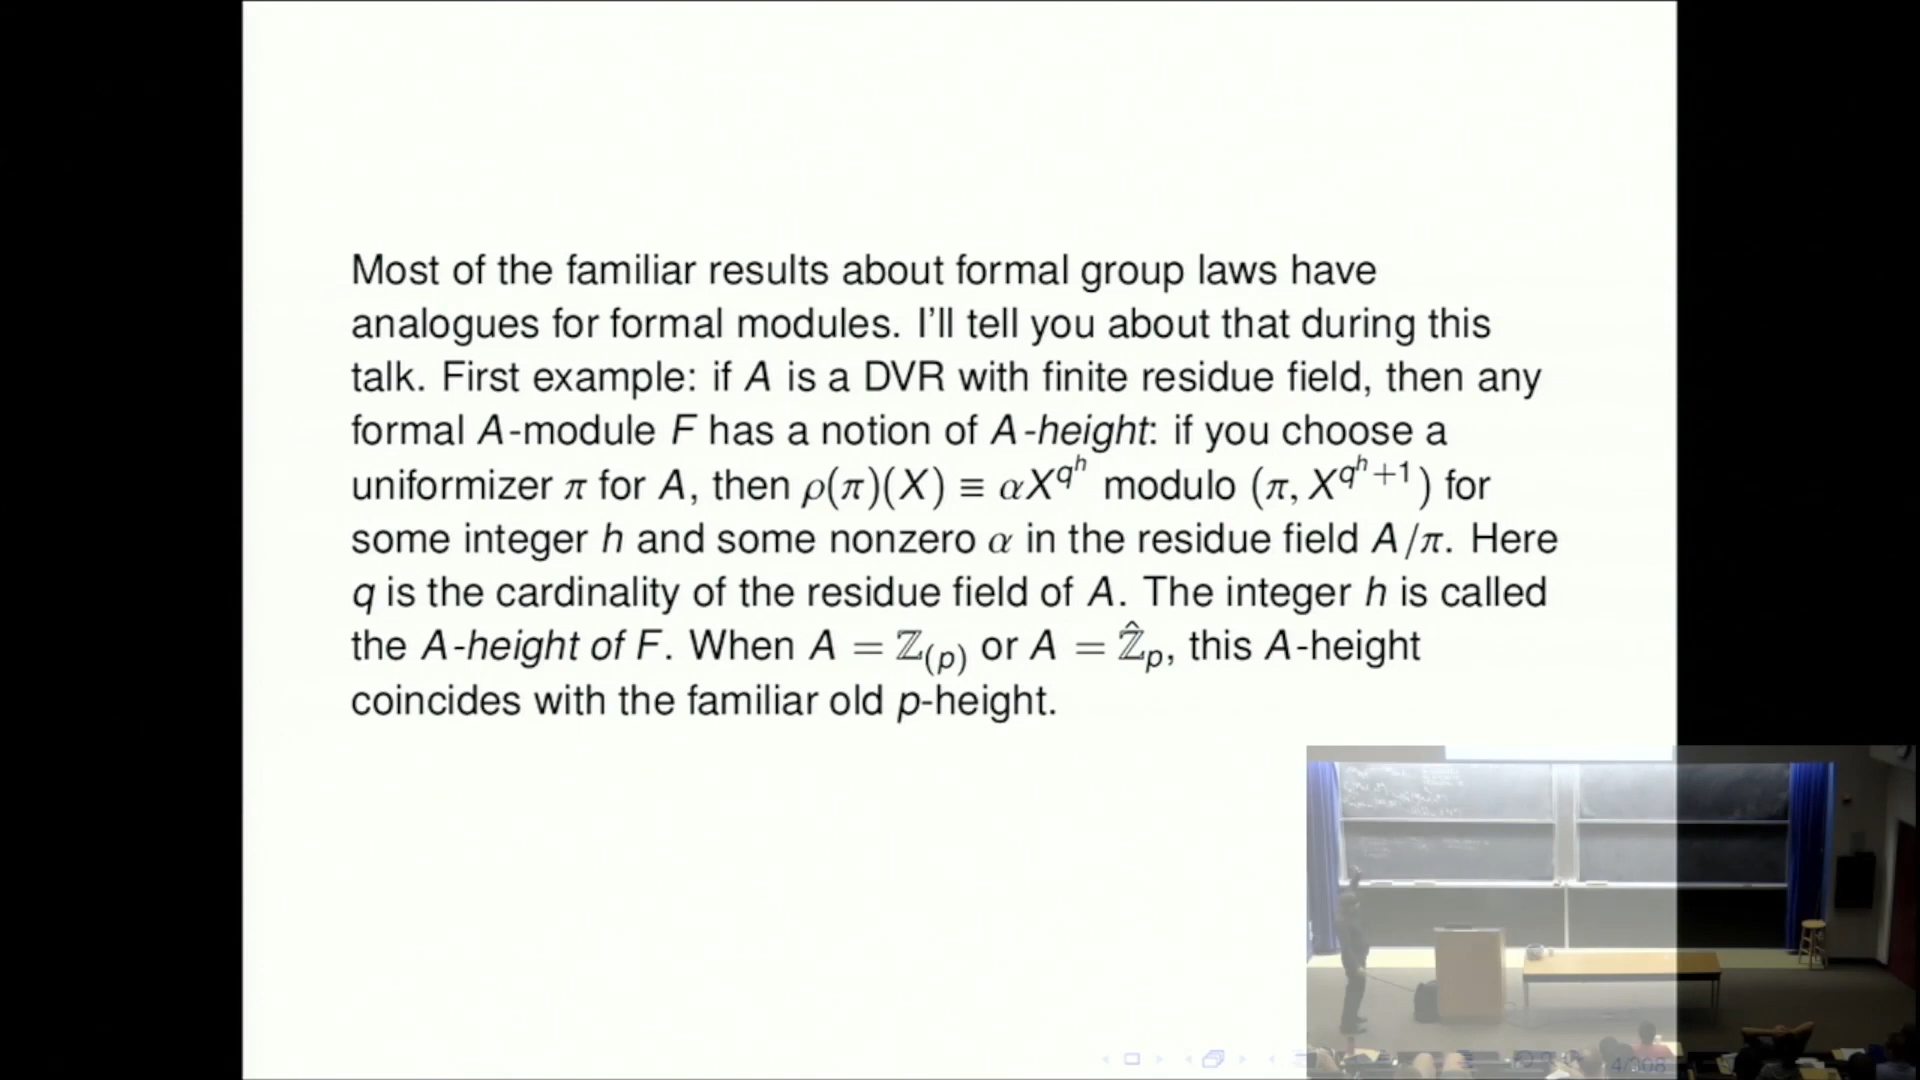 Most of the familiar results about formal group laws have
analogues for formal modules. I'll tell you about that during this
talk. First example: if A is a DVR with finite residue field, then any
formal A-module F has a notion of A-height: if you choose a
uniformizer π for A, then ρ(π)(X) ≡ αX^{q^h} modulo (π, X^{q^h+1}) for
some integer h and some nonzero α in the residue field A/π. Here
q is the cardinality of the residue field of A. The integer h is called
the A-height of F. When A = ℤ_{(p)} or A = \hat{ℤ}_p, this A-height
coincides with the familiar old p-height.
4/308